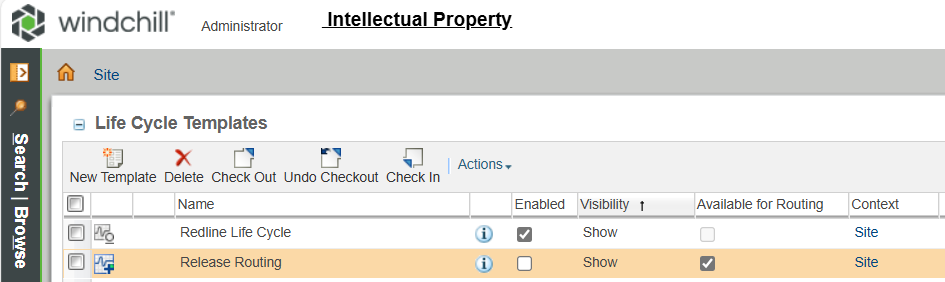 windchill® Administrator Intellectual Property
Search | Browse
Site
Life Cycle Templates
New Template Delete Check Out Undo Checkout Check In Actions
Name Enabled Visibility ↑ Available for Routing Context
Redline Life Cycle Show Site
Release Routing Show Site